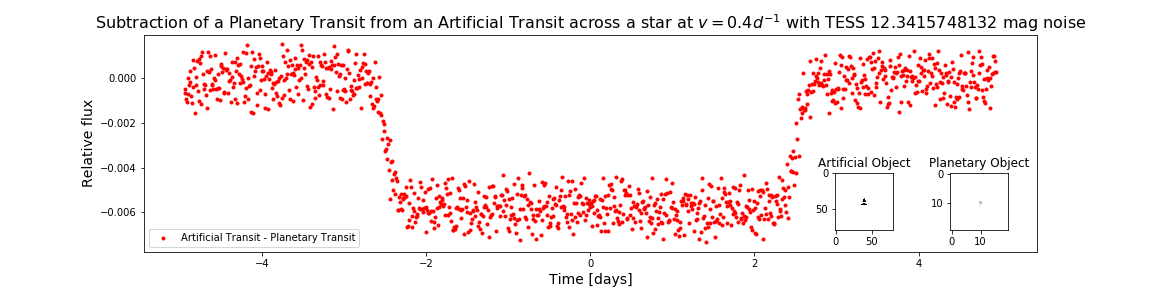 Subtraction of a Planetary Transit from an Artificial Transit across a star at v = 0.4d⁻¹ with TESS 12.3415748132 mag noise
Relative flux
0.000
−0.002
−0.004
−0.006
Artificial Transit - Planetary Transit
Artificial Object
0
50
0
50
Planetary Object
0
10
0
10
−4
−2
0
2
4
Time [days]